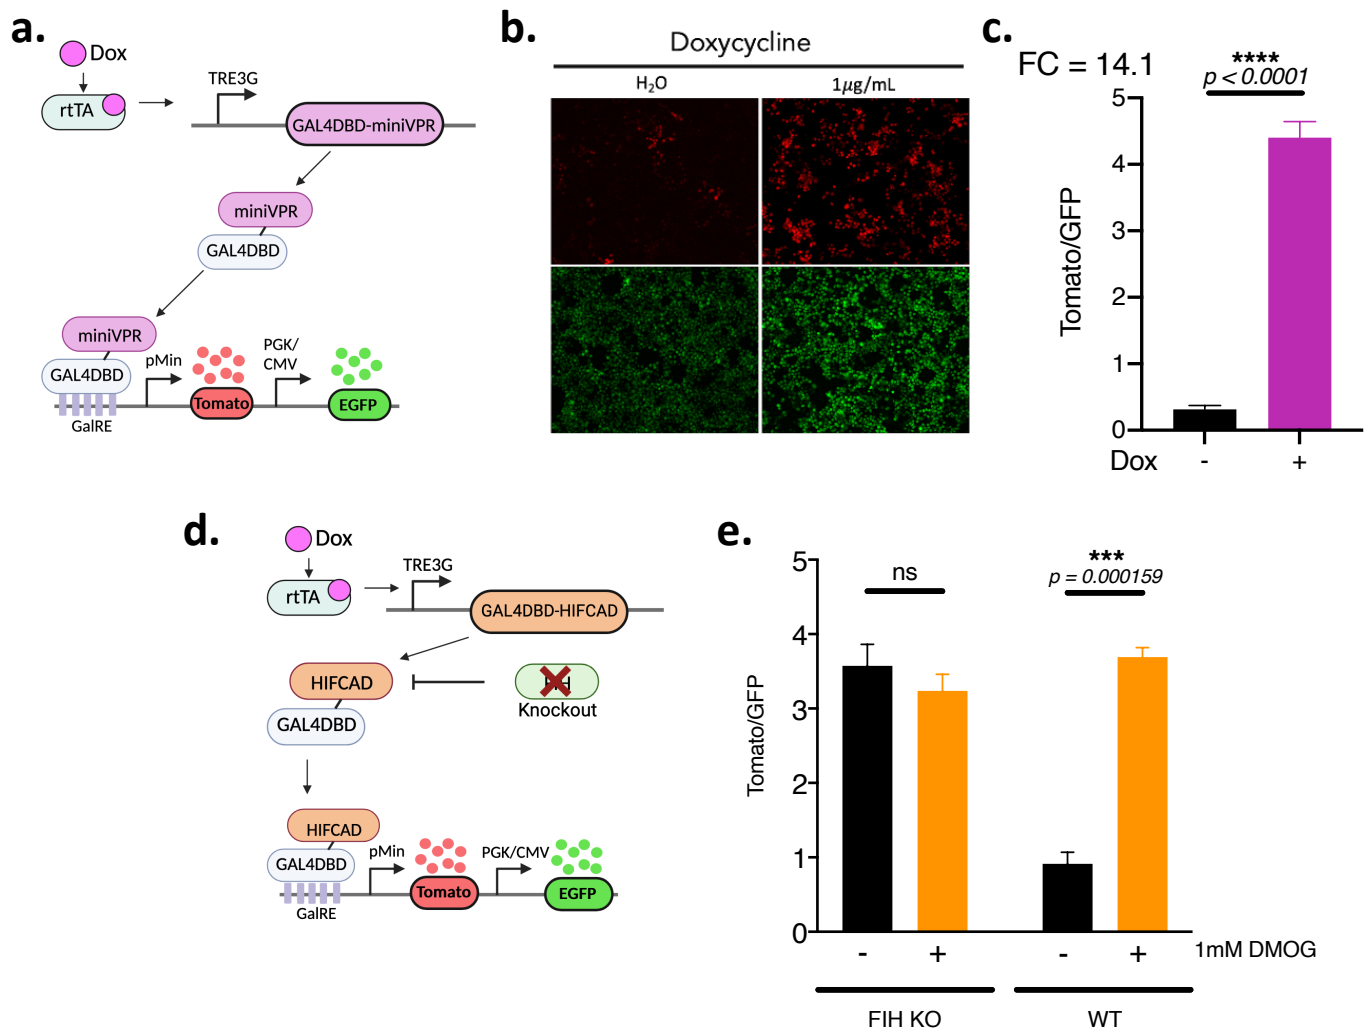 a.
Dox
rtTA
TRE3G
GAL4DBD-miniVPR
miniVPR
GAL4DBD
miniVPR
GAL4DBD
GalRE
pMin
Tomato
PGK/
CMV
EGFP
b.
Doxycycline
H₂O
1µg/mL
c.
FC = 14.1
****
p < 0.0001
Tomato/GFP
5
4
3
2
1
0
Dox
-
+
d.
Dox
rtTA
TRE3G
GAL4DBD-HIFCAD
HIFCAD
GAL4DBD
Knockout
HIFCAD
GAL4DBD
GalRE
pMin
Tomato
PGK/CMV
EGFP
e.
ns
***
p = 0.000159
Tomato/GFP
5
4
3
2
1
0
- + - + 1mM DMOG
FIH KO WT